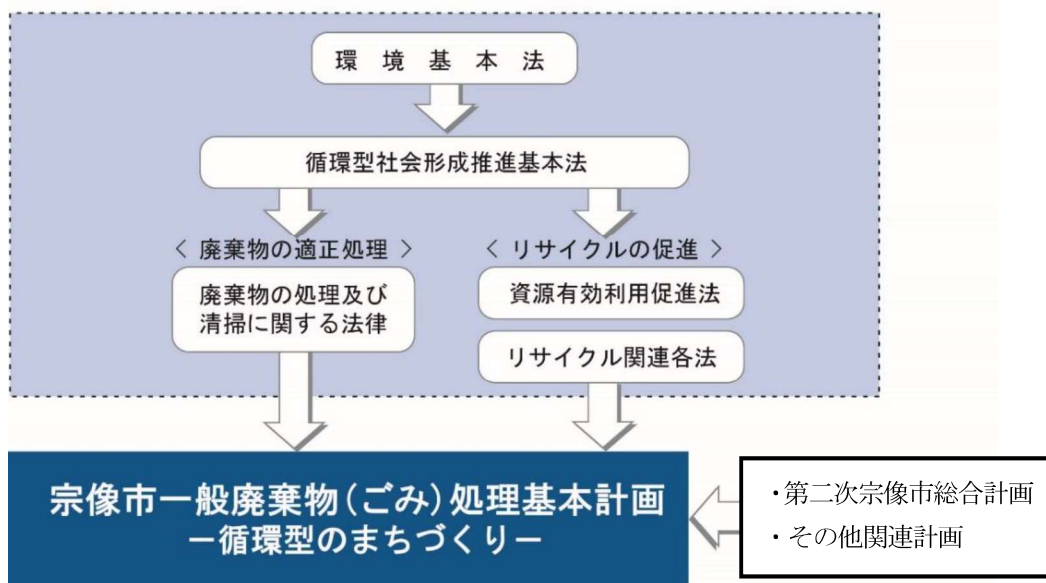 環境基本法
循環型社会形成推進基本法
〈 廃棄物の適正処理 〉
〈 リサイクルの促進 〉
廃棄物の処理及び
清掃に関する法律
資源有効利用促進法
リサイクル関連各法
宗像市一般廃棄物(ごみ)処理基本計画
－循環型のまちづくり－
・第二次宗像市総合計画
・その他関連計画